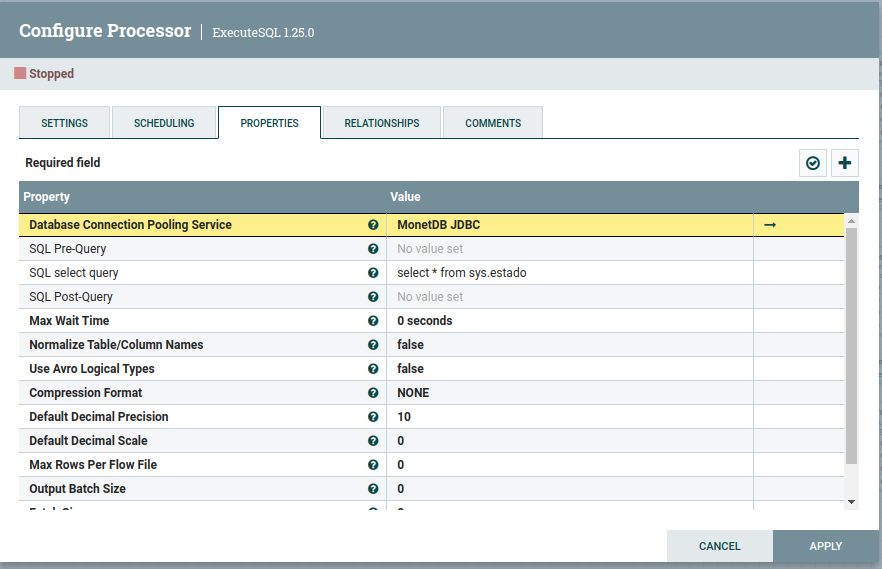 Configure Processor | ExecuteSQL 1.25.0
Stopped
SETTINGS SCHEDULING PROPERTIES RELATIONSHIPS COMMENTS
Required field
Property Value
Database Connection Pooling Service MonetDB JDBC
SQL Pre-Query No value set
SQL select query select * from sys.estado
SQL Post-Query No value set
Max Wait Time 0 seconds
Normalize Table/Column Names false
Use Avro Logical Types false
Compression Format NONE
Default Decimal Precision 10
Default Decimal Scale 0
Max Rows Per Flow File 0
Output Batch Size 0
CANCEL APPLY